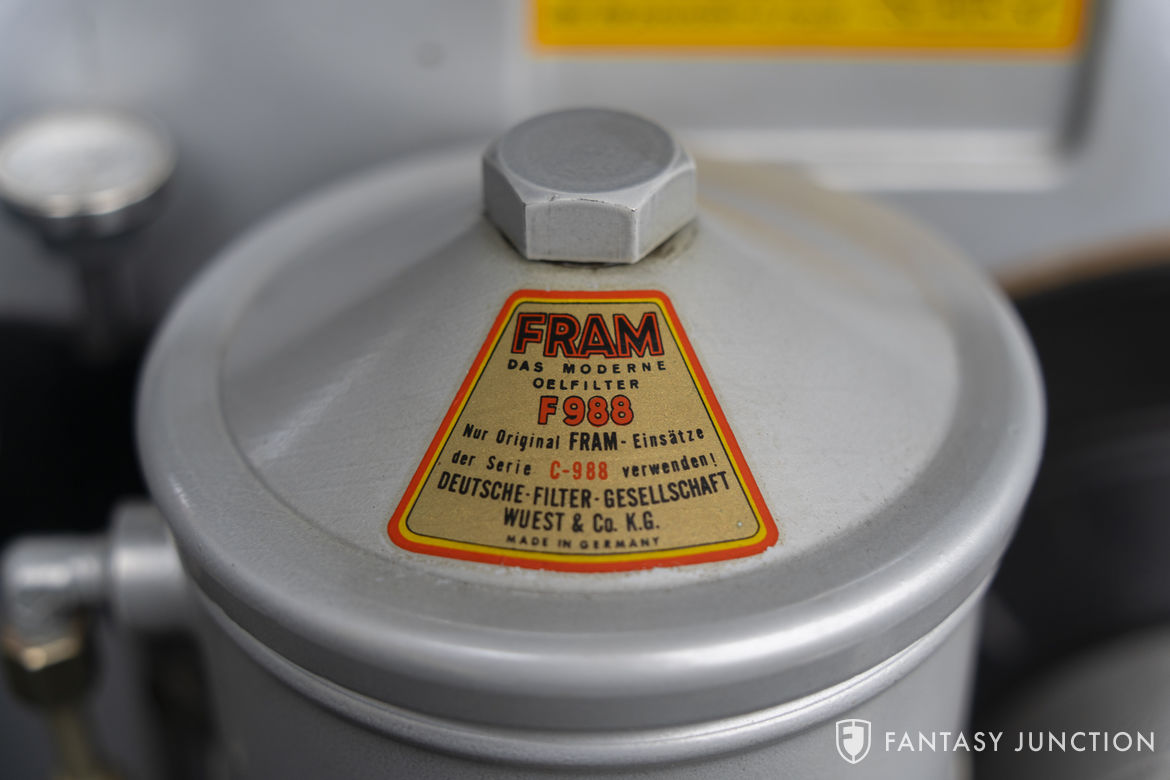 FRAM
DAS MODERNE
OELFILTER
F988
Nur Original FRAM-Einsätze
der Serie C-988 verwenden!
DEUTSCHE-FILTER-GESELLSCHAFT
WUEST & Co. K.G.
MADE IN GERMANY
FANTASY JUNCTION